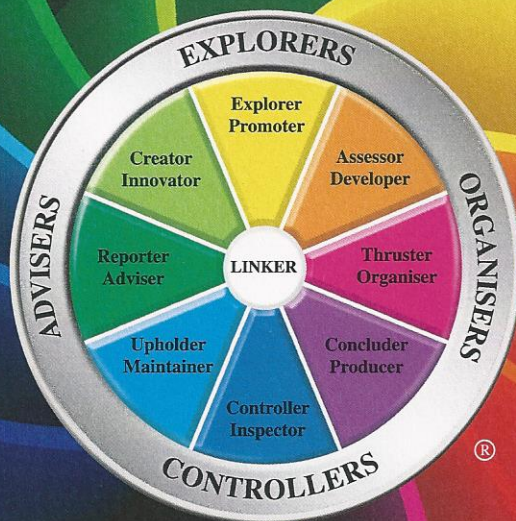 EXPLORERS
Explorer
Promoter
Assessor
Developer
ORGANISERS
Thruster
Organiser
Concluder
Producer
CONTROLLERS
Controller
Inspector
Upholder
Maintainer
ADVISERS
Reporter
Adviser
Creator
Innovator
LINKER
®